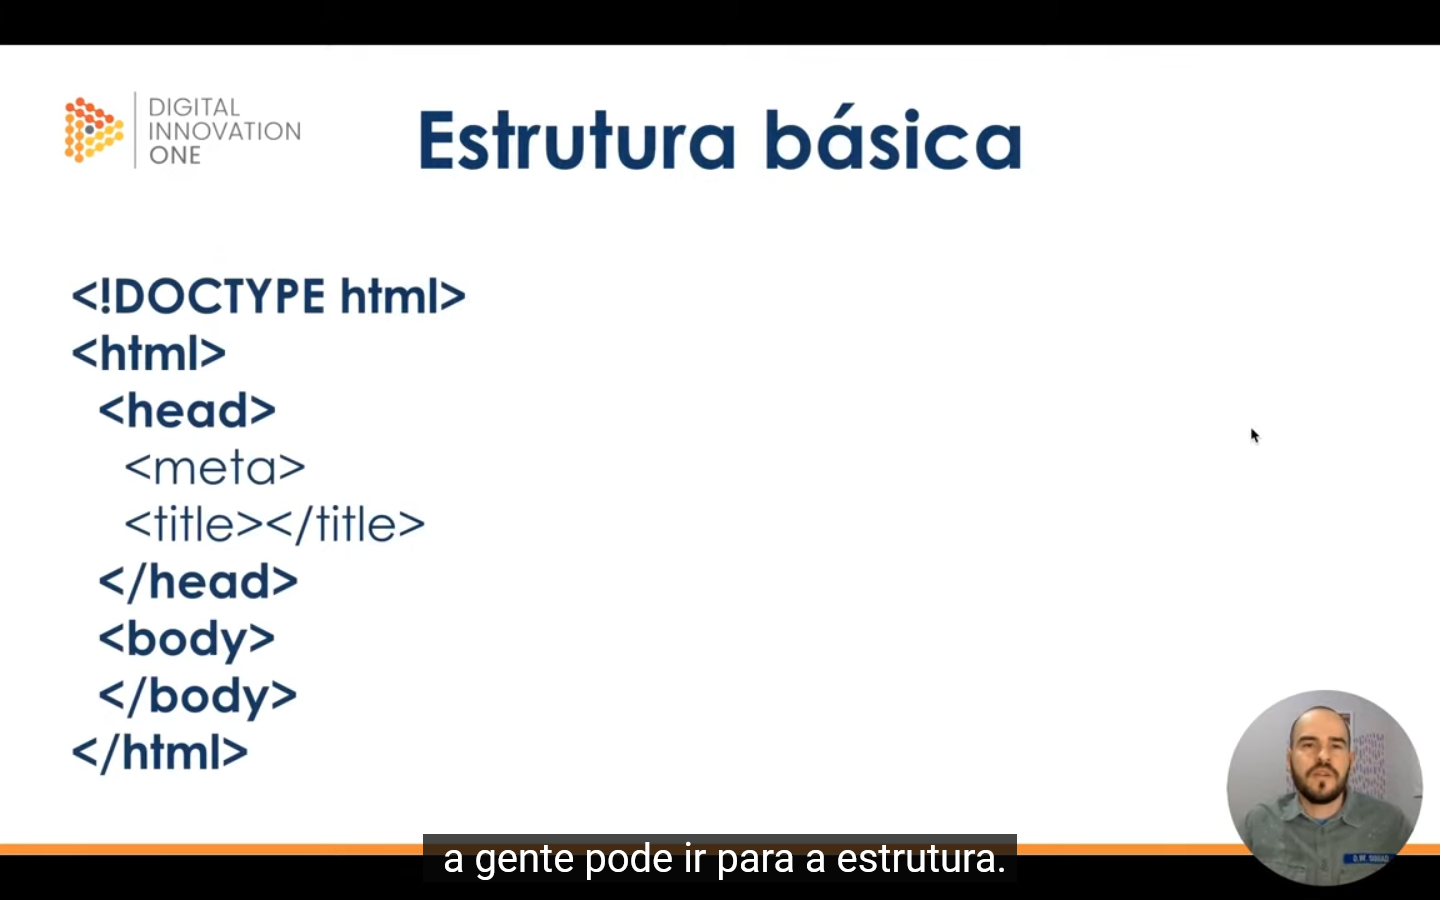 DIGITAL
INNOVATION
ONE
Estrutura básica
<!DOCTYPE html>
<html>
<head>
<meta>
<title></title>
</head>
<body>
</body>
</html>
a gente pode ir para a estrutura.